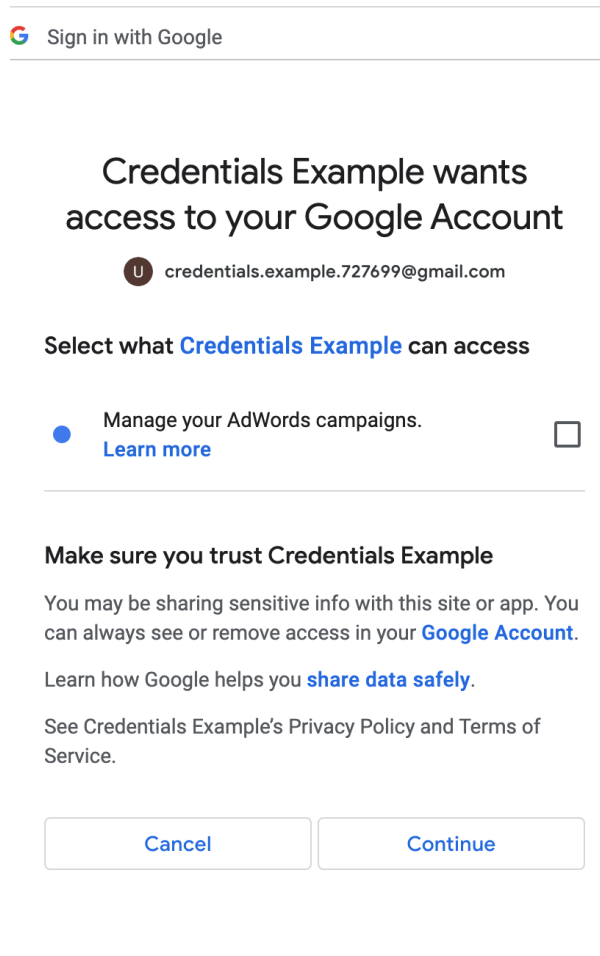 Sign in with Google
Credentials Example wants
access to your Google Account
U credentials.example.727699@gmail.com
Select what Credentials Example can access
Manage your AdWords campaigns.
Learn more
Make sure you trust Credentials Example
You may be sharing sensitive info with this site or app. You
can always see or remove access in your Google Account.
Learn how Google helps you share data safely.
See Credentials Example’s Privacy Policy and Terms of
Service.
Cancel Continue